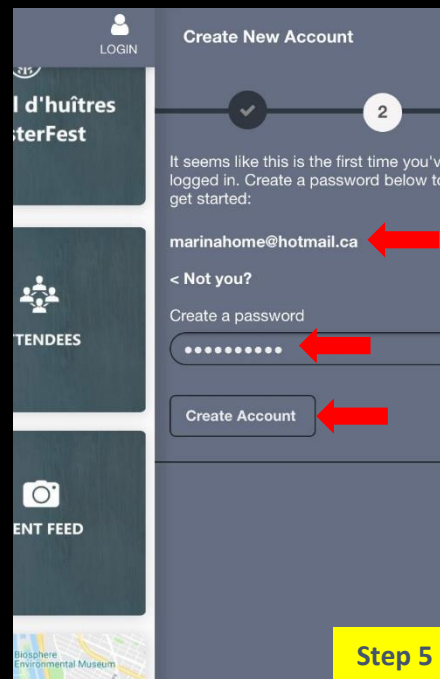 LOGIN
l d'huîtres
sterFest
TTENDEES
ENT FEED
Biosphere
Environmental Museum
Create New Account
2
It seems like this is the first time you'v
logged in. Create a password below to
get started:
marinahome@hotmail.ca
< Not you?
Create a password
••••••••••
Create Account
Step 5